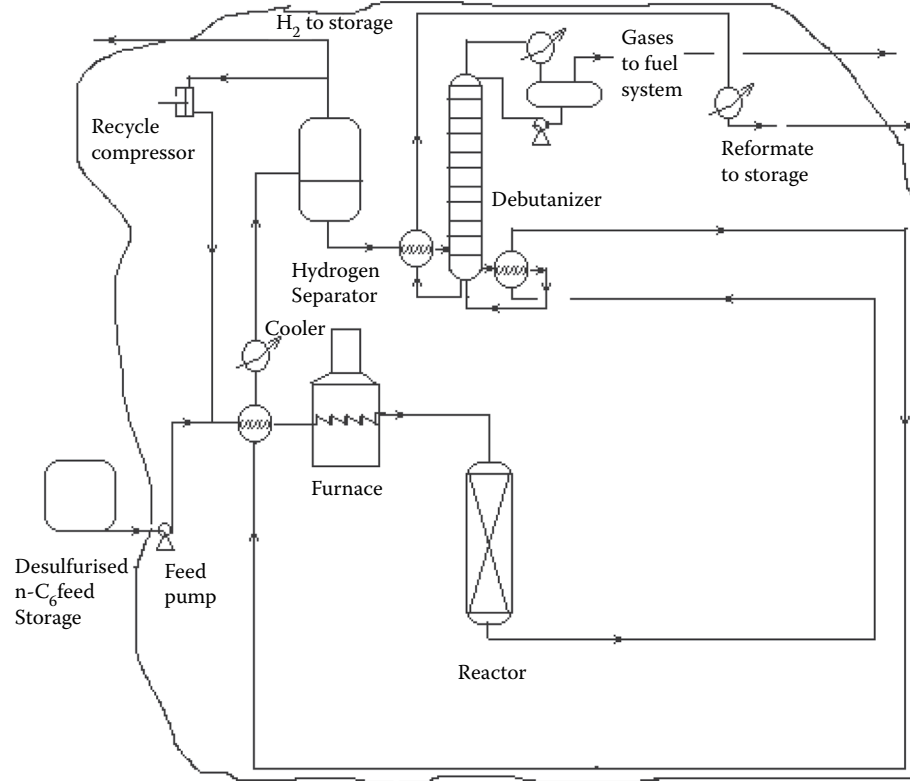 H₂ to storage
Gases
to fuel
system
Recycle
compressor
Reformate
to storage
Debutanizer
Hydrogen
Separator
Cooler
Furnace
Desulfurised
n-C₆feed
Storage
Feed
pump
Reactor